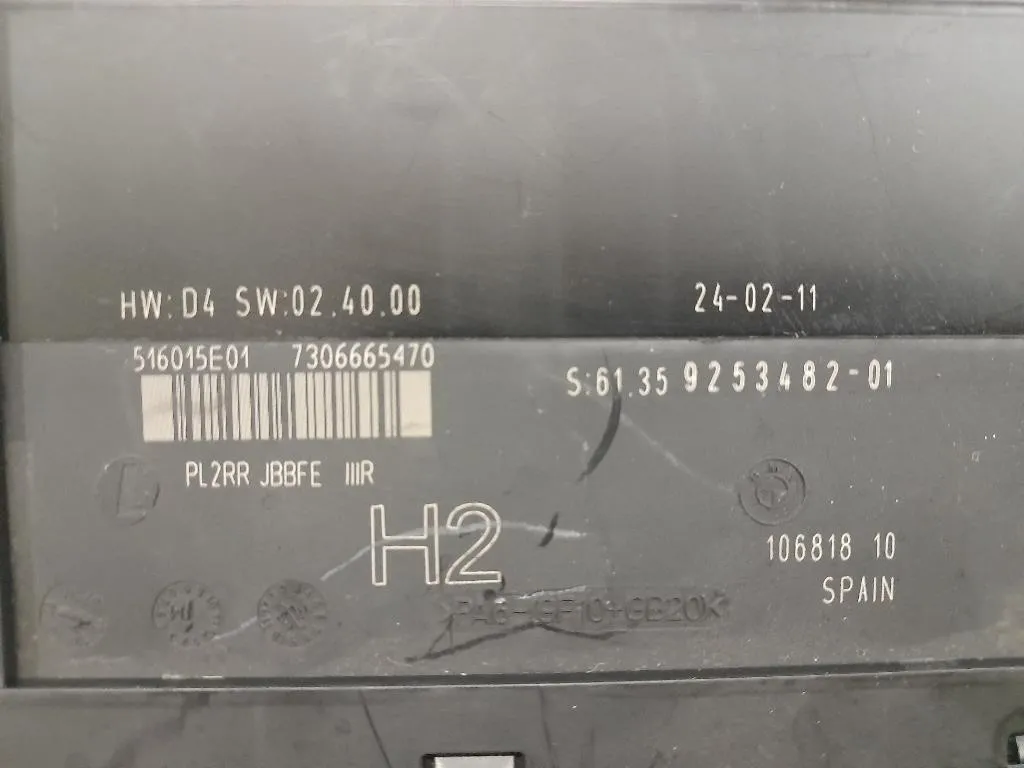 HW: D4 SW:02.40.00
24-02-11
516015E01 7306665470
S:61.35 9253482-01
PL2RR JBBFE IIIR
H2
106818 10
SPAIN